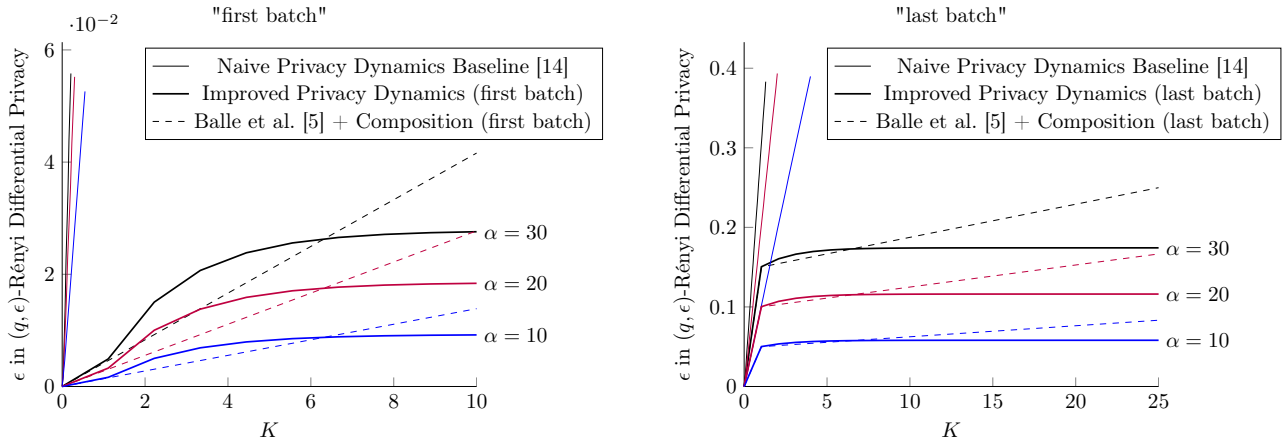 "first batch"
·10−2
Naive Privacy Dynamics Baseline [14]
Improved Privacy Dynamics (first batch)
Balle et al. [5] + Composition (first batch)
ϵ in (q, ϵ)-Rényi Differential Privacy
6
4
2
0
α = 30
α = 20
α = 10
0 2 4 6 8 10
K
"last batch"
Naive Privacy Dynamics Baseline [14]
Improved Privacy Dynamics (last batch)
Balle et al. [5] + Composition (last batch)
ϵ in (q, ϵ)-Rényi Differential Privacy
0.4
0.3
0.2
0.1
0
α = 30
α = 20
α = 10
0 5 10 15 20 25
K